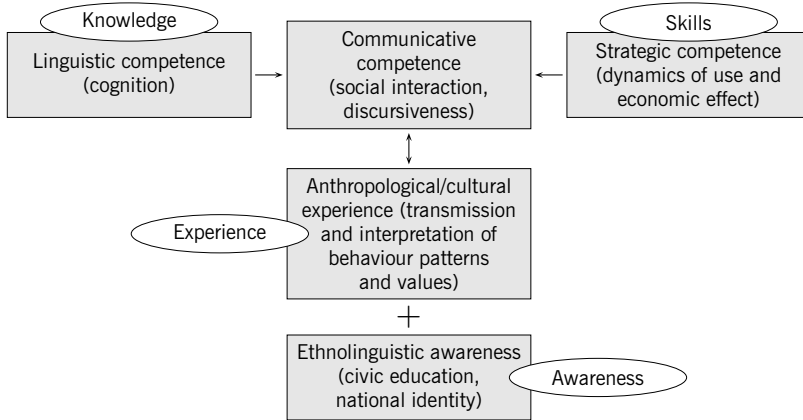 Knowledge
Linguistic competence
(cognition)
Communicative
competence
(social interaction,
discursiveness)
Skills
Strategic competence
(dynamics of use and
economic effect)
Anthropological/cultural
experience (transmission
and interpretation of
behaviour patterns
and values)
Experience
+
Ethnolinguistic awareness
(civic education,
national identity)
Awareness